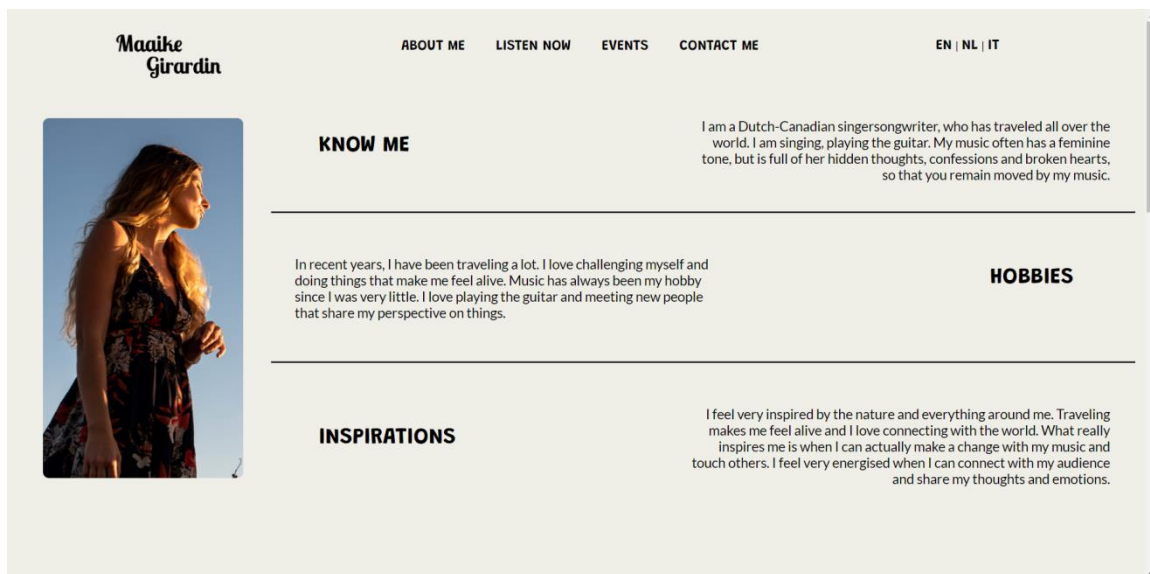 Maaike
Girardin
ABOUT ME LISTEN NOW EVENTS CONTACT ME
EN | NL | IT
KNOW ME
I am a Dutch-Canadian singersongwriter, who has traveled all over the
world. I am singing, playing the guitar. My music often has a feminine
tone, but is full of her hidden thoughts, confessions and broken hearts,
so that you remain moved by my music.
In recent years, I have been traveling a lot. I love challenging myself and
doing things that make me feel alive. Music has always been my hobby
since I was very little. I love playing the guitar and meeting new people
that share my perspective on things.
HOBBIES
INSPIRATIONS
I feel very inspired by the nature and everything around me. Traveling
makes me feel alive and I love connecting with the world. What really
inspires me is when I can actually make a change with my music and
touch others. I feel very energised when I can connect with my audience
and share my thoughts and emotions.